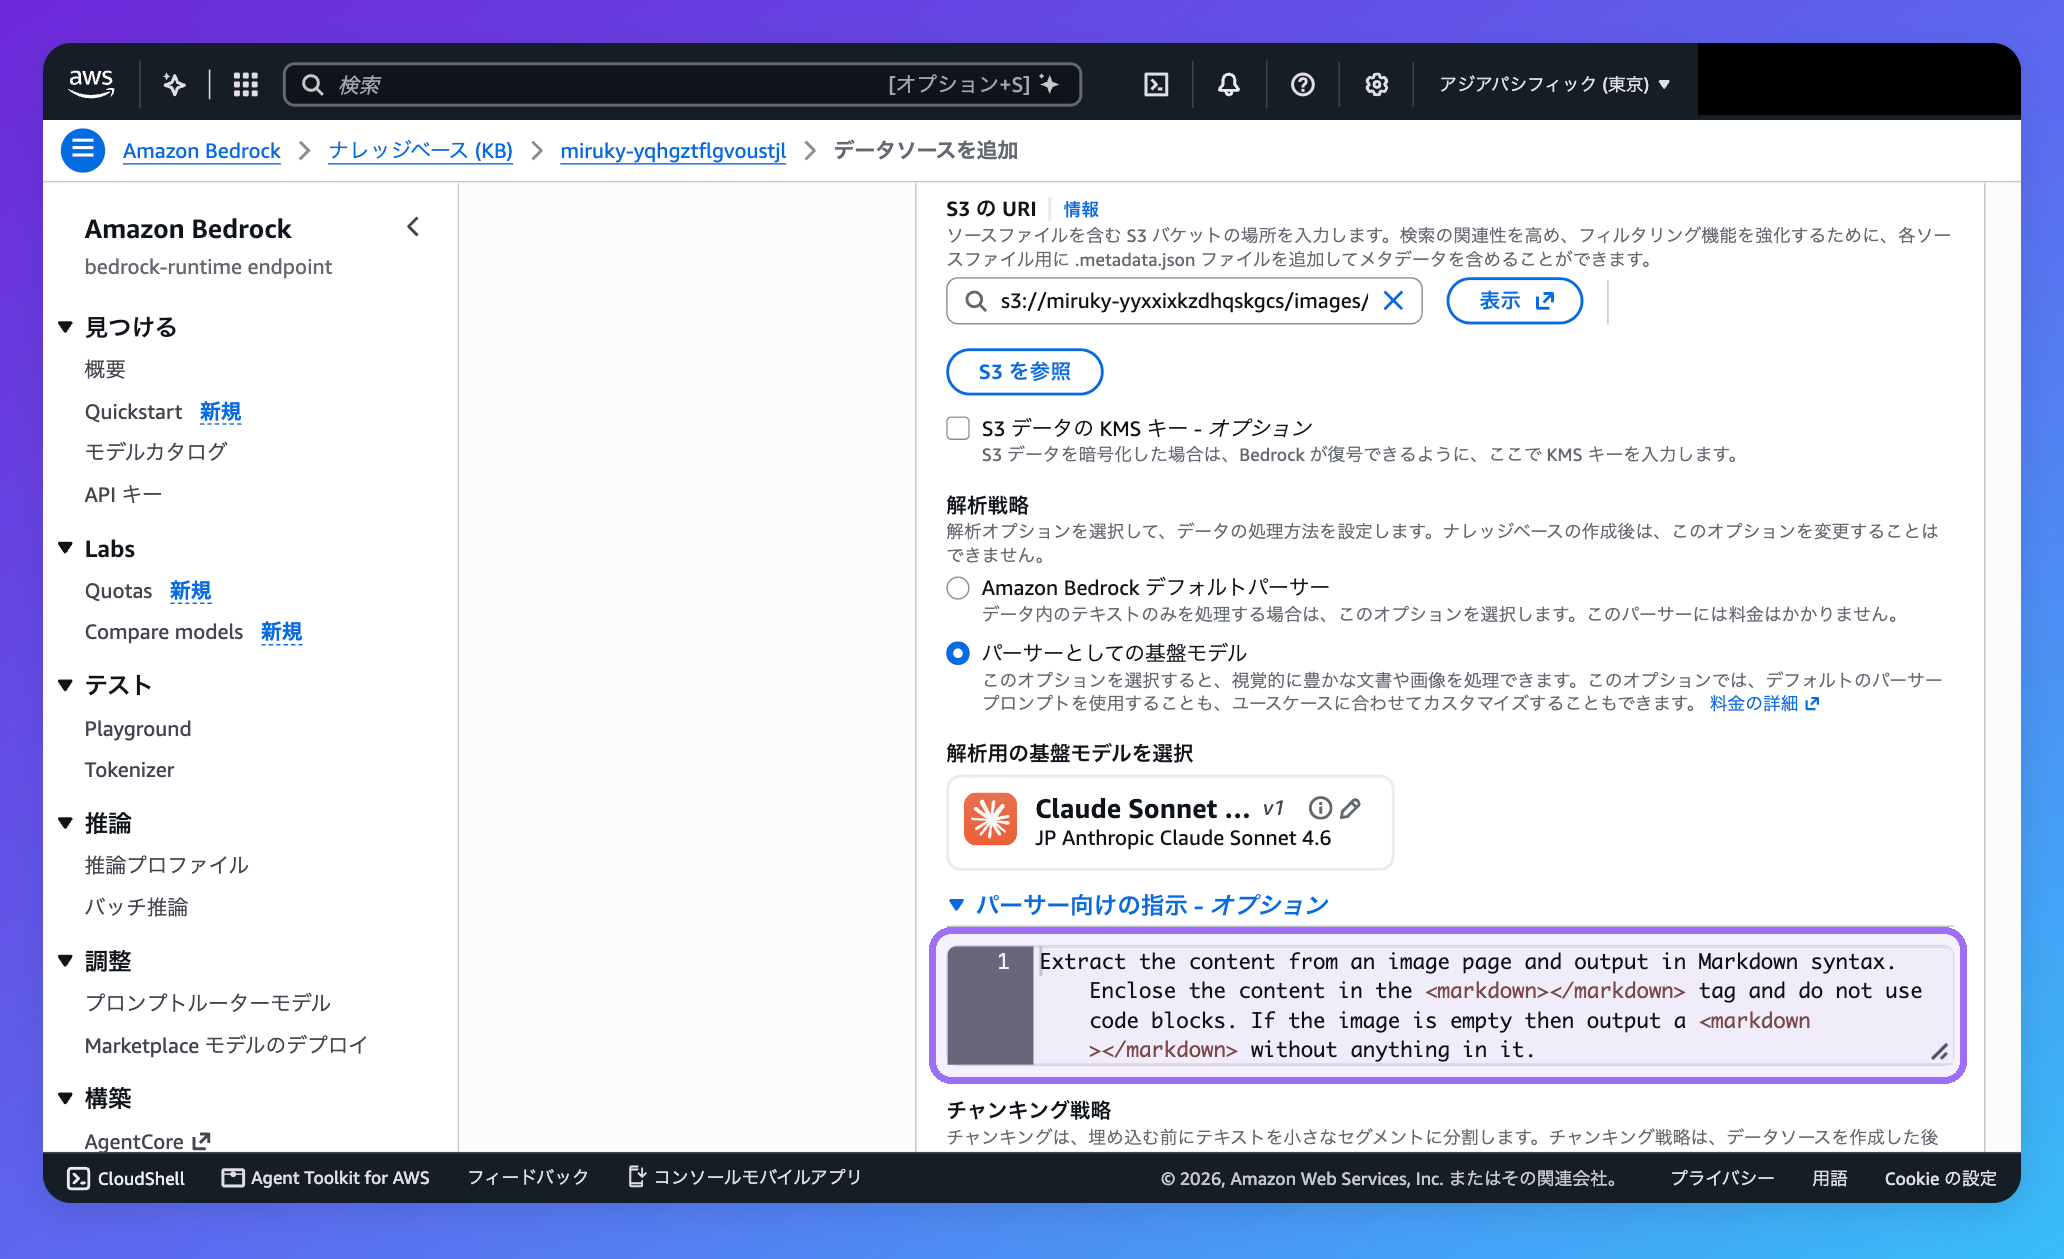 aws
検索
[オプション+S]
アジアパシフィック (東京) ▼
Amazon Bedrock
ナレッジベース (KB)
miruky-yqhgztflgvoustjl
データソースを追加
Amazon Bedrock
bedrock-runtime endpoint
見つける
概要
Quickstart 新規
モデルカタログ
API キー
Labs
Quotas 新規
Compare models 新規
テスト
Playground
Tokenizer
推論
推論プロファイル
バッチ推論
調整
プロンプトルーターモデル
Marketplace モデルのデプロイ
構築
AgentCore
S3 の URI 情報
ソースファイルを含む S3 バケットの場所を入力します。検索の関連性を高め、フィルタリング機能を強化するために、各ソー
スファイル用に .metadata.json ファイルを追加してメタデータを含めることができます。
s3://miruky-yyxxixkzdhqskgcs/images/
表示
S3 を参照
S3 データの KMS キー - オプション
S3 データを暗号化した場合は、Bedrock が復号できるように、ここで KMS キーを入力します。
解析戦略
解析オプションを選択して、データの処理方法を設定します。ナレッジベースの作成後は、このオプションを変更することは
できません。
Amazon Bedrock デフォルトパーサー
データ内のテキストのみを処理する場合は、このオプションを選択します。このパーサーには料金はかかりません。
パーサーとしての基盤モデル
このオプションを選択すると、視覚的に豊かな文書や画像を処理できます。このオプションでは、デフォルトのパーサー
プロンプトを使用することも、ユースケースに合わせてカスタマイズすることもできます。 料金の詳細
解析用の基盤モデルを選択
Claude Sonnet ... v1
JP Anthropic Claude Sonnet 4.6
パーサー向けの指示 - オプション
1 Extract the content from an image page and output in Markdown syntax.
Enclose the content in the <markdown></markdown> tag and do not use
code blocks. If the image is empty then output a <markdown
></markdown> without anything in it.
チャンキング戦略
チャンキングは、埋め込む前にテキストを小さなセグメントに分割します。チャンキング戦略は、データソースを作成した後
CloudShell
Agent Toolkit for AWS
フィードバック
コンソールモバイルアプリ
© 2026, Amazon Web Services, Inc. またはその関連会社。
プライバシー
用語
Cookie の設定